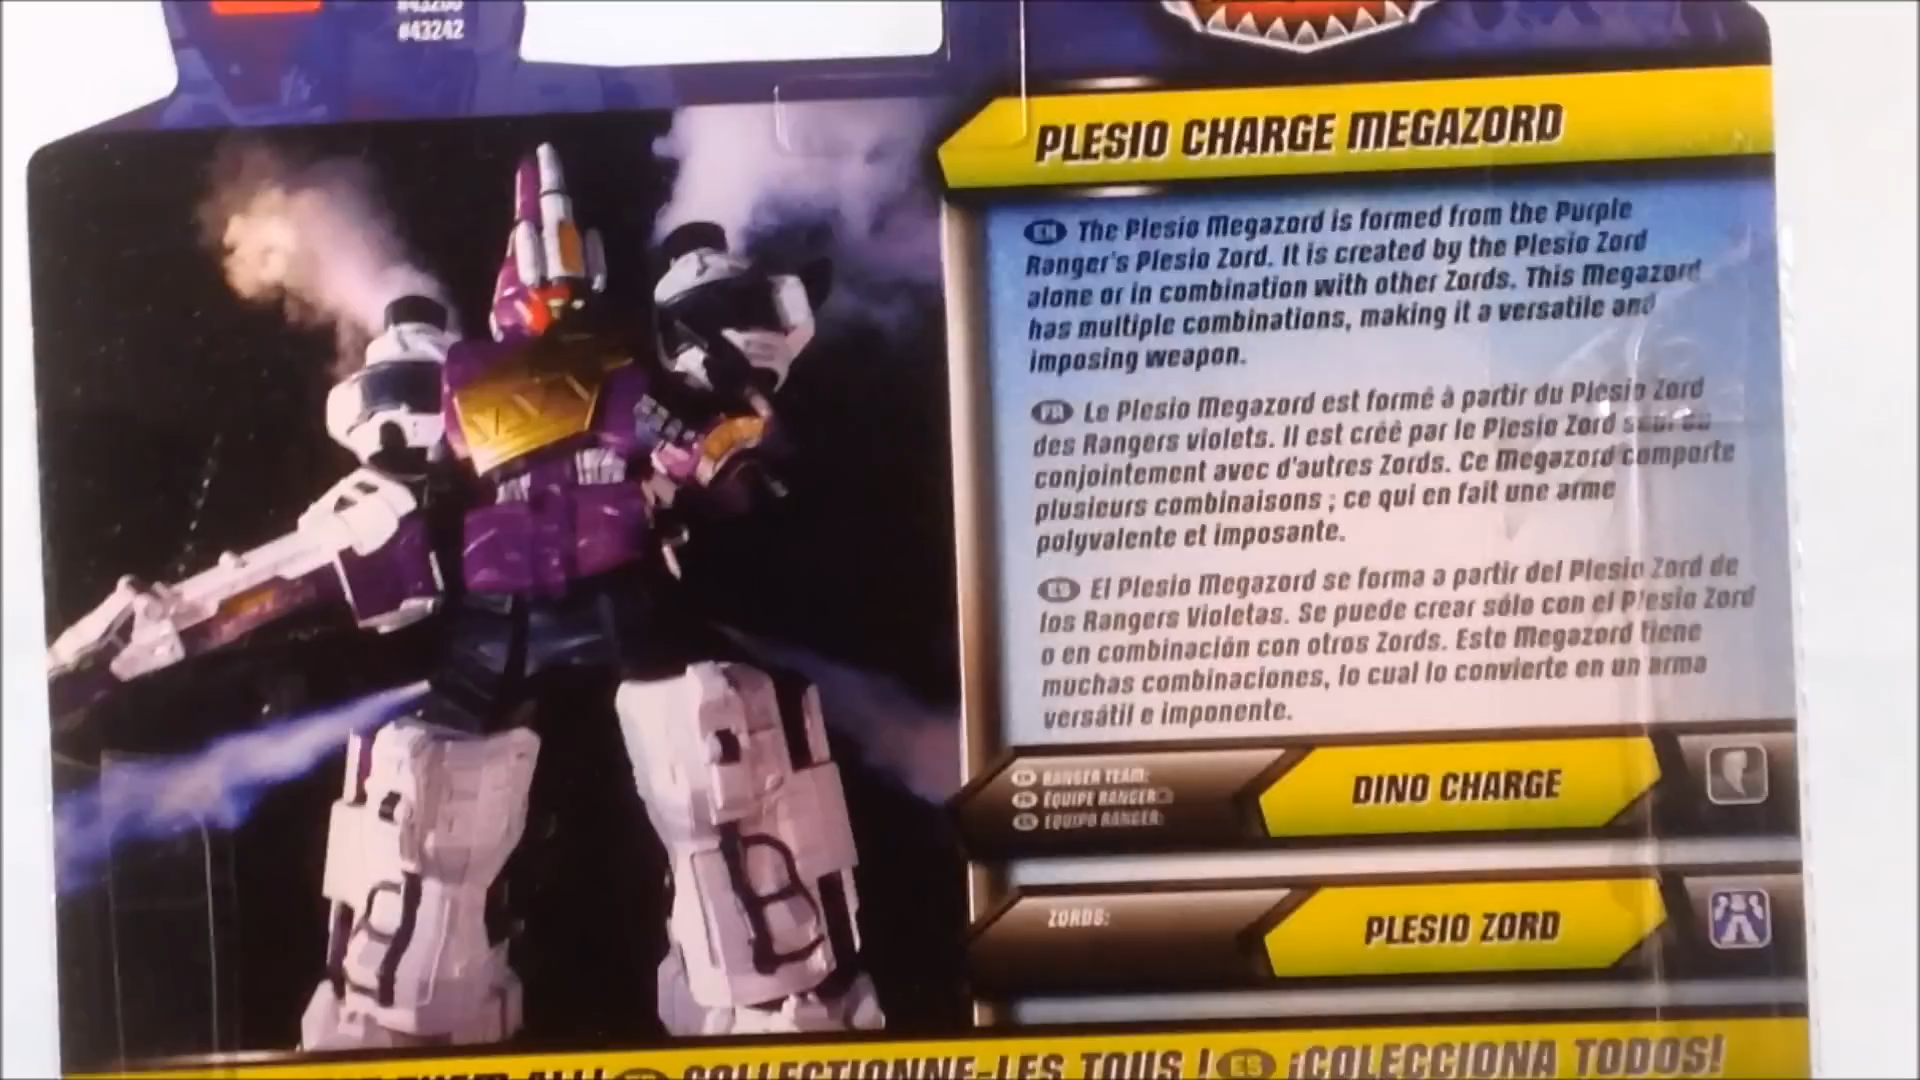 #43242
PLESIO CHARGE MEGAZORD
EN The Plesio Megazord is formed from the Purple
Ranger's Plesio Zord. It is created by the Plesio Zord
alone or in combination with other Zords. This Megazord
has multiple combinations, making it a versatile and
imposing weapon.
FR Le Plesio Megazord est formé à partir du Plesio Zord
des Rangers violets. Il est créé par le Plesio Zord
conjointement avec d'autres Zords. Ce Megazord comporte
plusieurs combinaisons ; ce qui en fait une arme
polyvalente et imposante.
ES El Plesio Megazord se forma a partir del Plesio Zord de
los Rangers Violetas. Se puede crear sólo con el Plesio Zord
o en combinación con otros Zords. Este Megazord tiene
muchas combinaciones, lo cual lo convierte en un arma
versátil e imponente.
EN RANGER TEAM:
FR ÉQUIPE RANGER:
ES EQUIPO RANGER:
DINO CHARGE
ZORDS:
PLESIO ZORD
THEM ALL! FR COLLECTIONNE-LES TOUS ! ES ¡COLECCIONA TODOS!